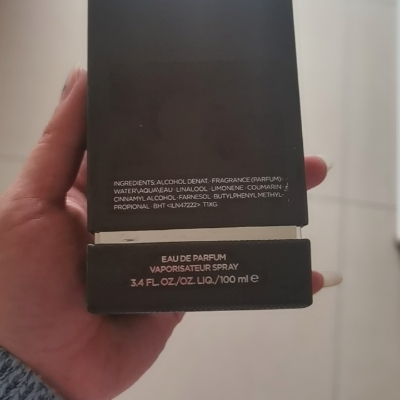 INGREDIENTS: ALCOHOL DENAT. · FRAGRANCE (PARFUM) ·
WATER\AQUA\EAU · LINALOOL · LIMONENE · COUMARIN ·
CINNAMYL ALCOHOL · FARNESOL · BUTYLPHENYL METHYL-
PROPIONAL · BHT <ILN47222> T1XG
EAU DE PARFUM
VAPORISATEUR SPRAY
3.4 FL. OZ./OZ. LIQ./100 ml ℮